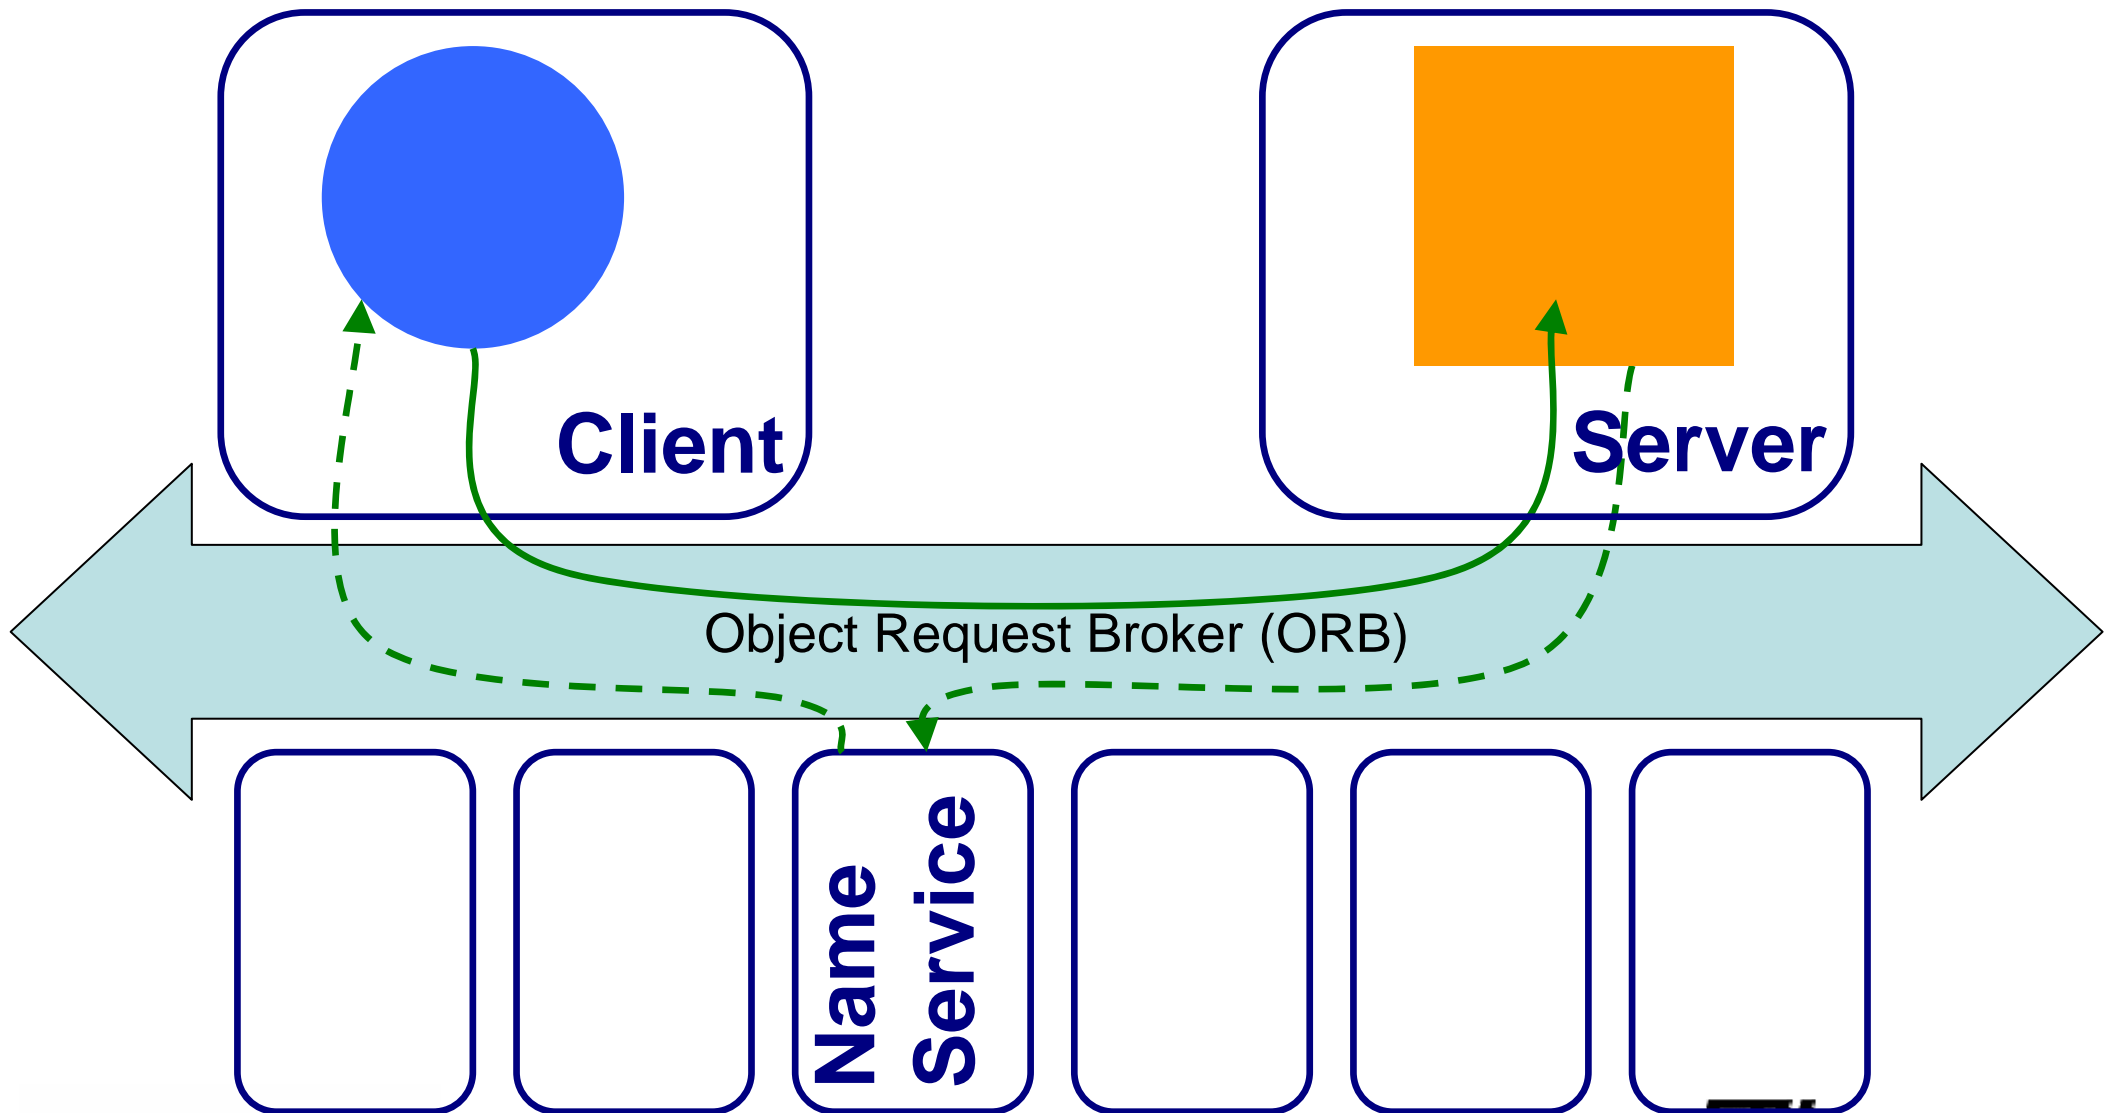 Client
Server
Object Request Broker (ORB)
Name
Service